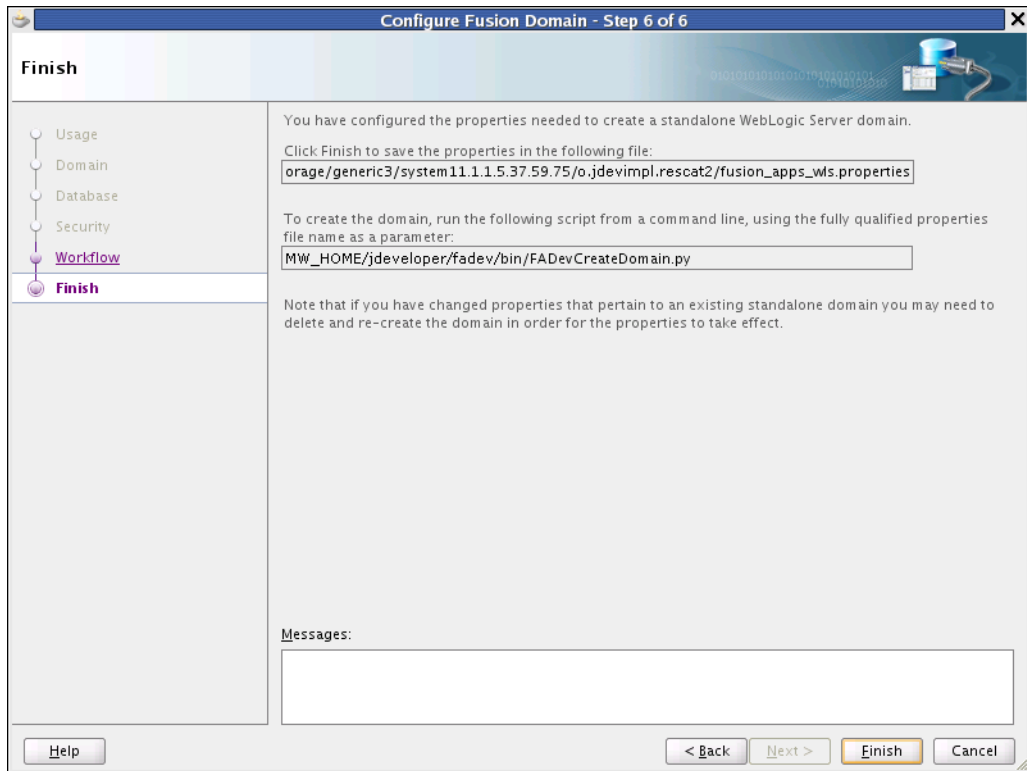 Configure Fusion Domain - Step 6 of 6
Finish
Usage
Domain
Database
Security
Workflow
Finish
You have configured the properties needed to create a standalone WebLogic Server domain.
Click Finish to save the properties in the following file:
orage/generic3/system11.1.1.5.37.59.75/o.jdevimpl.rescat2/fusion_apps_wls.properties
To create the domain, run the following script from a command line, using the fully qualified properties
file name as a parameter:
MW_HOME/jdeveloper/fadev/bin/FADevCreateDomain.py
Note that if you have changed properties that pertain to an existing standalone domain you may need to
delete and re-create the domain in order for the properties to take effect.
Messages:
Help
< Back
Next >
Finish
Cancel